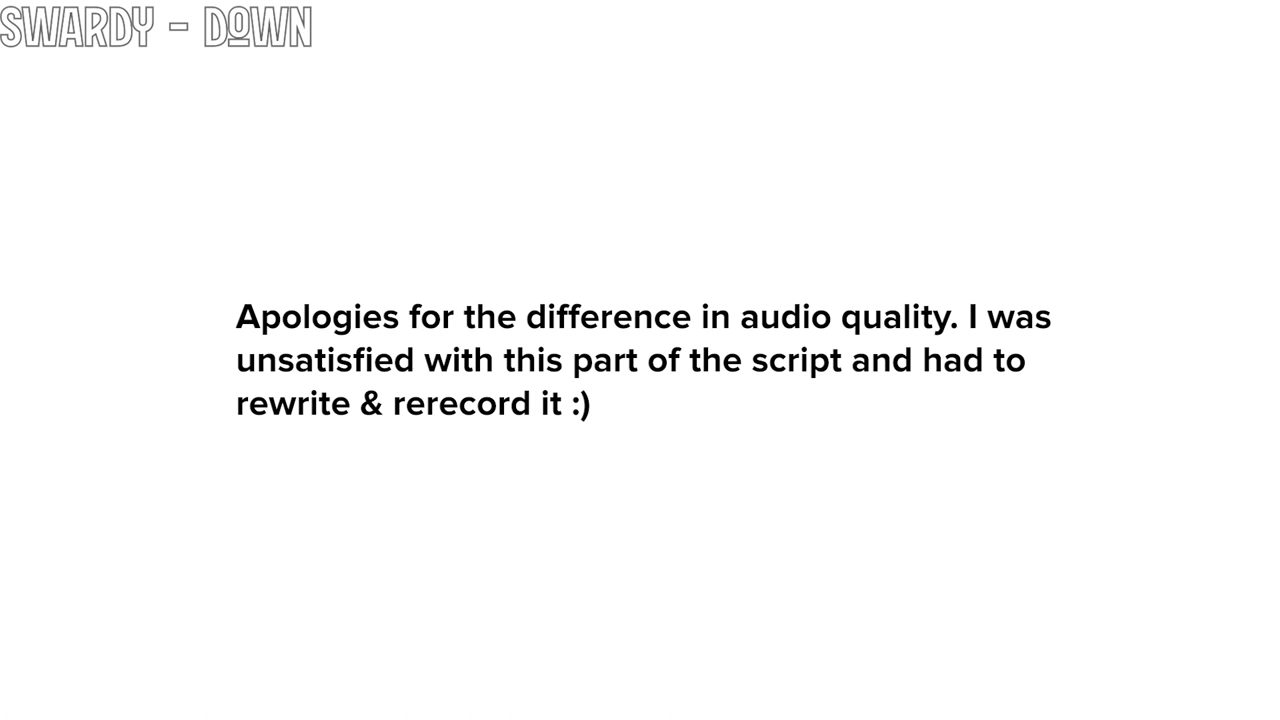 SWARDY - DOWN
Apologies for the difference in audio quality. I was
unsatisfied with this part of the script and had to
rewrite & rerecord it :)